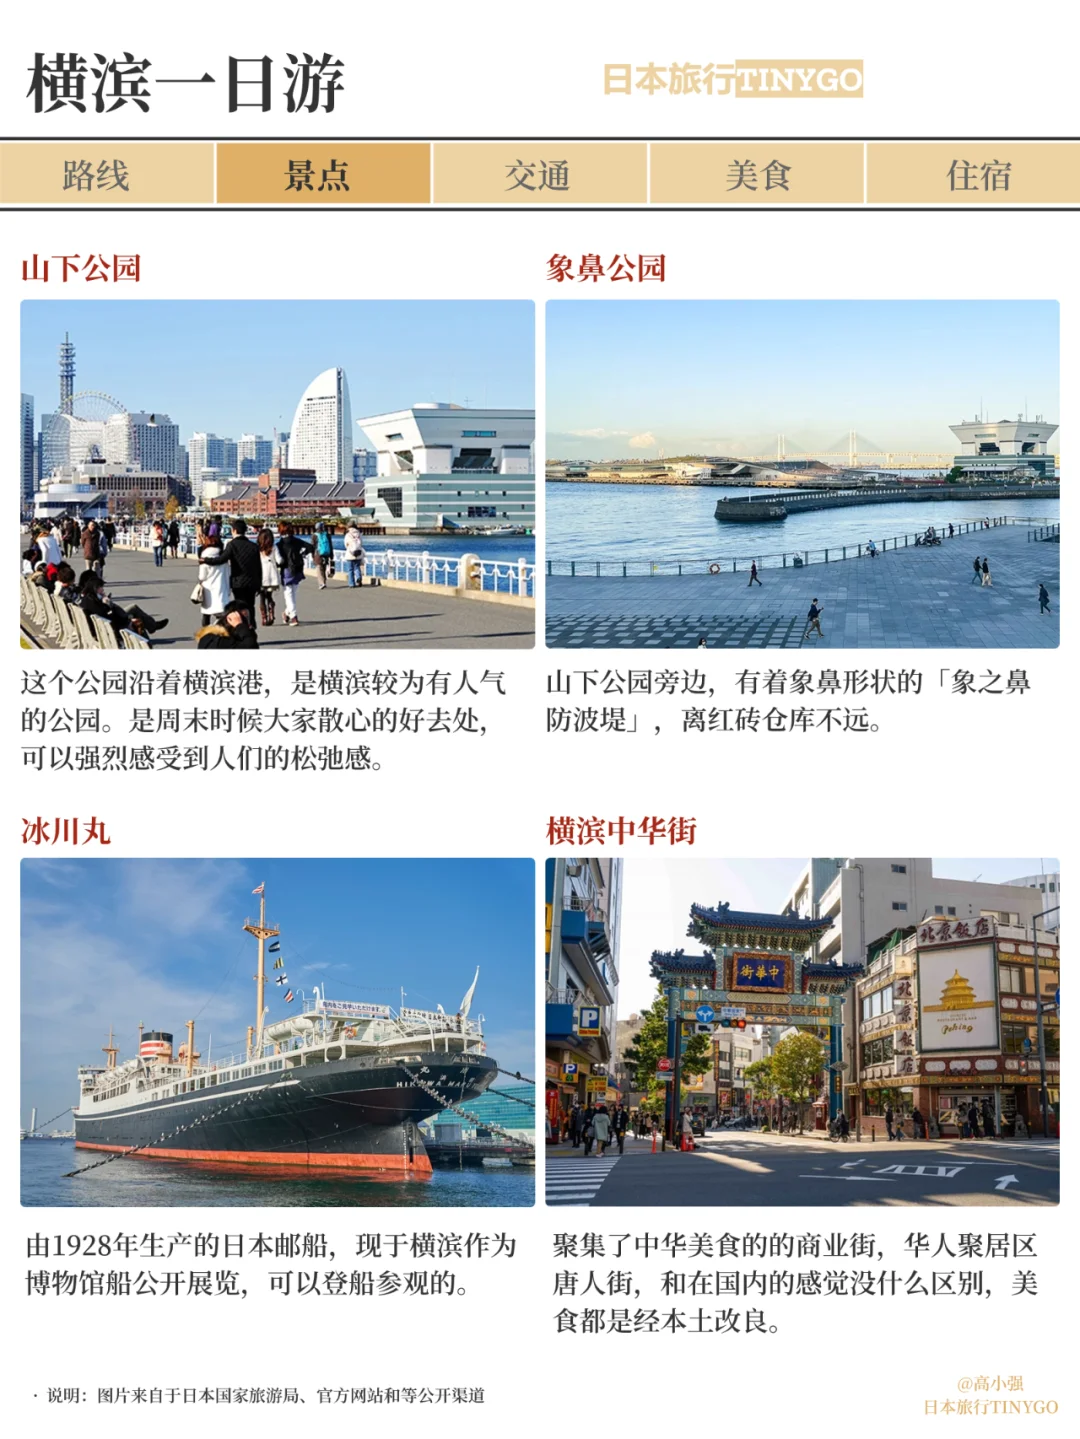 横滨一日游
日本旅行TINYGO
路线
景点
交通
美食
住宿
山下公园
象鼻公园
这个公园沿着横滨港，是横滨较为有人气
的公园。是周末时候大家散心的好去处，
可以强烈感受到人们的松弛感。
山下公园旁边，有着象鼻形状的「象之鼻
防波堤」，离红砖仓库不远。
冰川丸
横滨中华街
HIKAWA MARU
中華街
北京飯店
北京飯店
Peking
P
P
由1928年生产的日本邮船，现于横滨作为
博物馆船公开展览，可以登船参观的。
聚集了中华美食的的商业街，华人聚居区
唐人街，和在国内的感觉没什么区别，美
食都是经本土改良。
· 说明：图片来自于日本国家旅游局、官方网站和等公开渠道
@高小强
日本旅行TINYGO